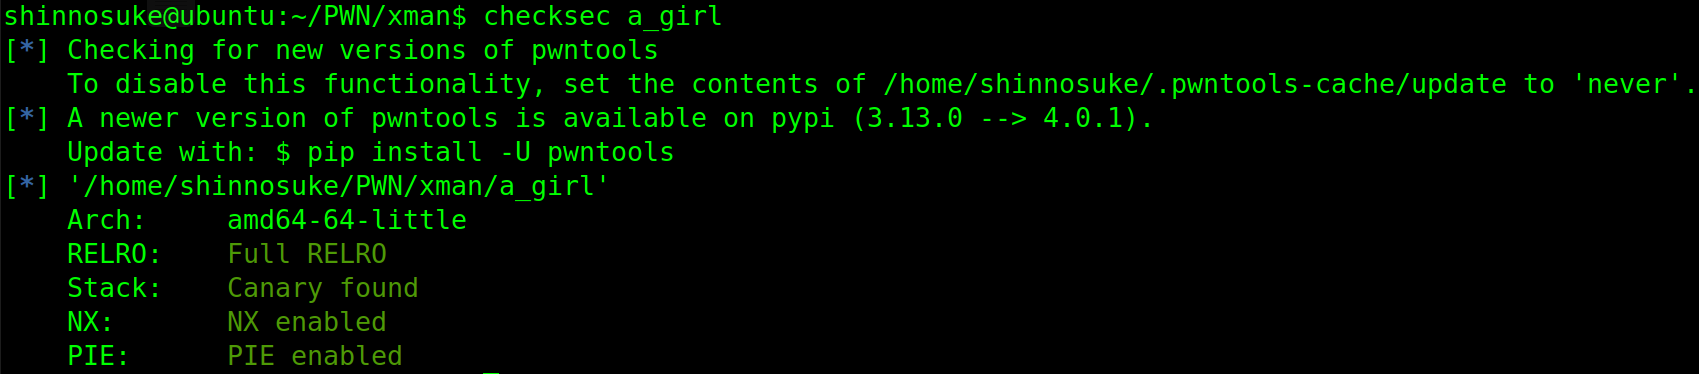 shinnosuke@ubuntu:~/PWN/xman$ checksec a_girl
[*] Checking for new versions of pwntools
    To disable this functionality, set the contents of /home/shinnosuke/.pwntools-cache/update to 'never'.
[*] A newer version of pwntools is available on pypi (3.13.0 --> 4.0.1).
    Update with: $ pip install -U pwntools
[*] '/home/shinnosuke/PWN/xman/a_girl'
    Arch:     amd64-64-little
    RELRO:    Full RELRO
    Stack:    Canary found
    NX:       NX enabled
    PIE:      PIE enabled